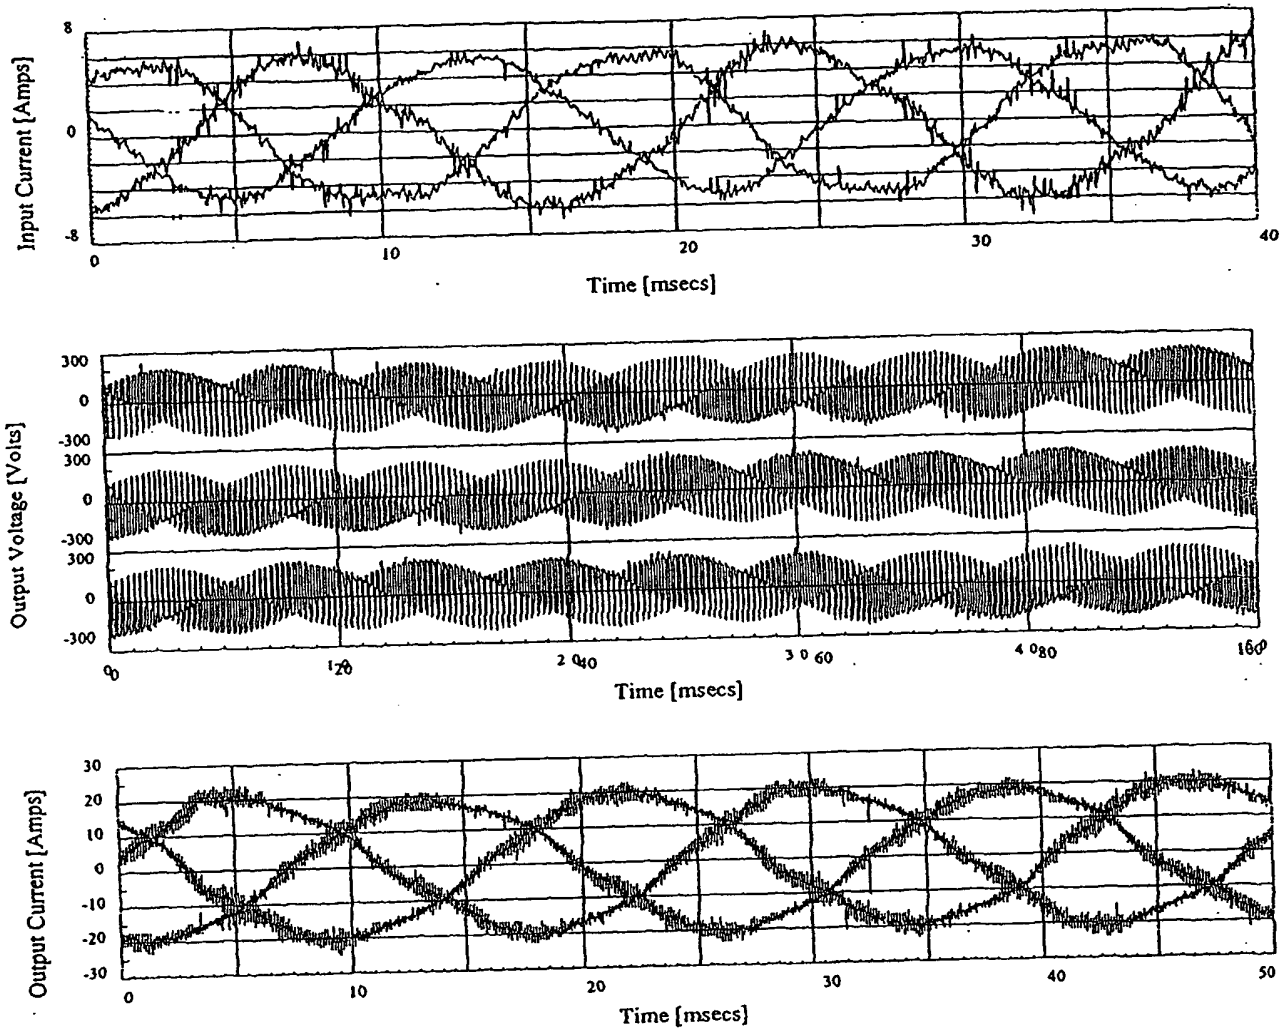 Input Current [Amps]
8
0
-8
0 10 20 30 40
Time [msecs]
Output Voltage [Volts]
300
0
-300
300
0
-300
300
0
-300
Time [msecs]
Output Current [Amps]
30
20
10
0
-10
-20
-30
0 10 20 30 40 50
Time [msecs]